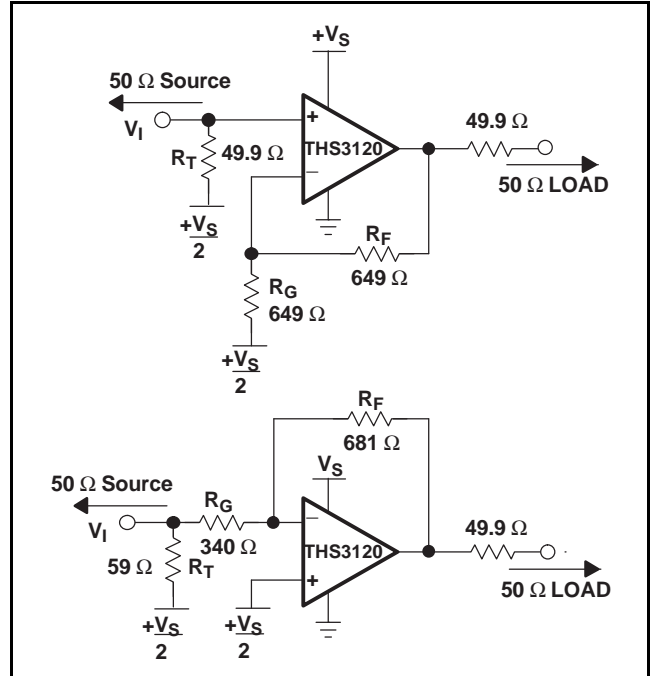 +VS
50 Ω Source
VI
+
49.9 Ω
THS3120
RT
49.9 Ω
−
50 Ω LOAD
+VS
2
RF
649 Ω
RG
649 Ω
+VS
2
RF
681 Ω
50 Ω Source
VS
RG
VI
−
49.9 Ω
340 Ω
THS3120
59 Ω
RT
+
50 Ω LOAD
+VS
2
+VS
2